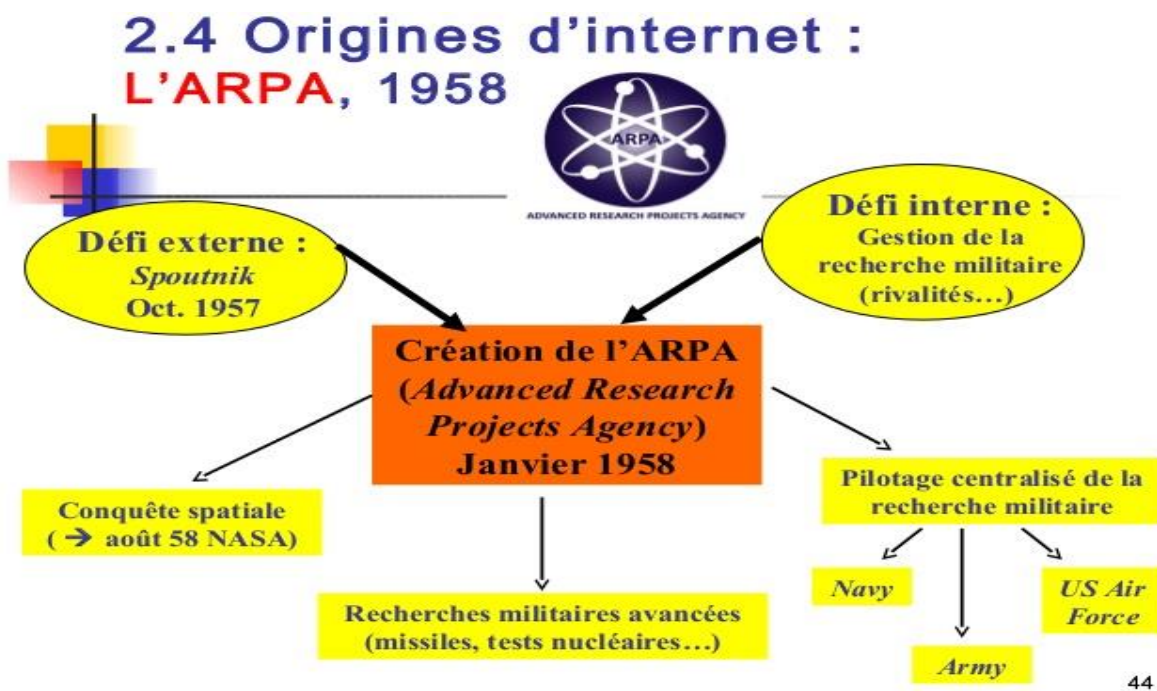 2.4 Origines d’internet :
L’ARPA, 1958
ARPA
ADVANCED RESEARCH PROJECTS AGENCY
Défi externe :
Spoutnik
Oct. 1957
Défi interne :
Gestion de la
recherche militaire
(rivalités…)
Création de l’ARPA
(Advanced Research
Projects Agency)
Janvier 1958
Conquête spatiale
( → août 58 NASA)
Recherches militaires avancées
(missiles, tests nucléaires…)
Pilotage centralisé de la
recherche militaire
Navy
Army
US Air
Force
44